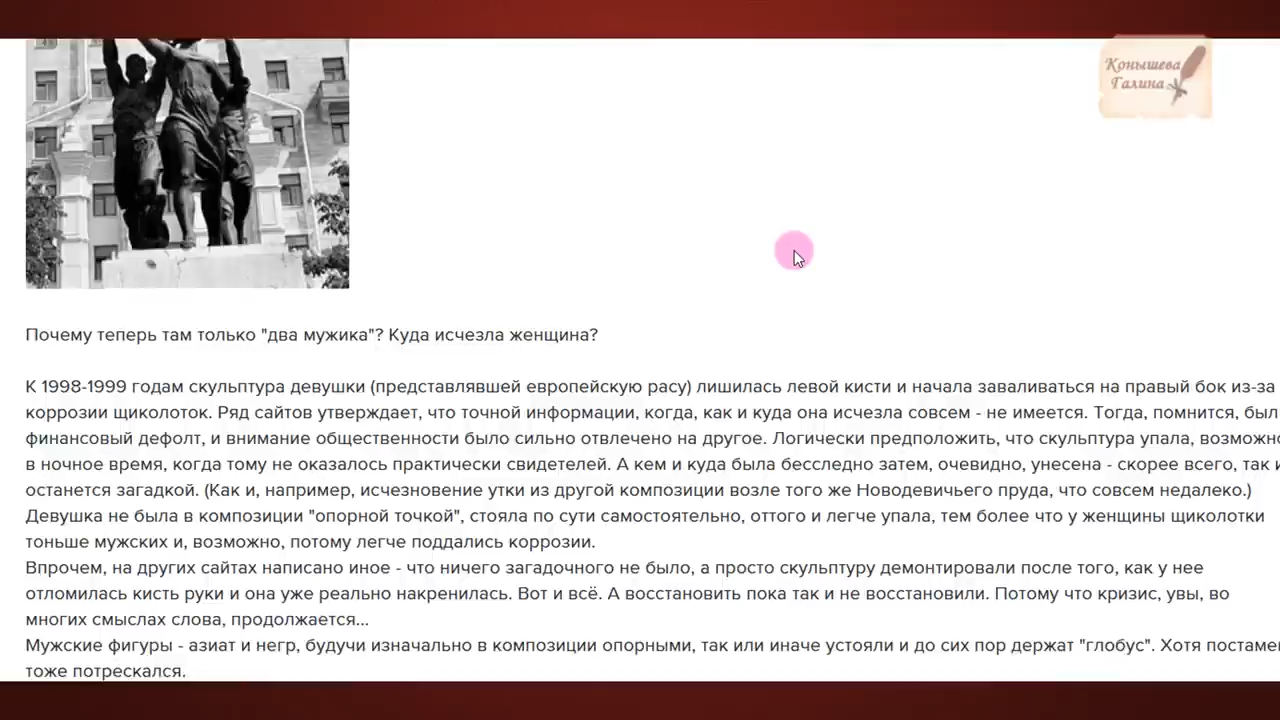 Конышева
Галина
Почему теперь там только "два мужика"? Куда исчезла женщина?
К 1998-1999 годам скульптура девушки (представлявшей европейскую расу) лишилась левой кисти и начала заваливаться на правый бок из-за
коррозии щиколоток. Ряд сайтов утверждает, что точной информации, когда, как и куда она исчезла совсем - не имеется. Тогда, помнится, был
финансовый дефолт, и внимание общественности было сильно отвлечено на другое. Логически предположить, что скульптура упала, возможно
в ночное время, когда тому не оказалось практически свидетелей. А кем и куда была бесследно затем, очевидно, унесена - скорее всего, так и
останется загадкой. (Как и, например, исчезновение утки из другой композиции возле того же Новодевичьего пруда, что совсем недалеко.)
Девушка не была в композиции "опорной точкой", стояла по сути самостоятельно, оттого и легче упала, тем более что у женщины щиколотки
тоньше мужских и, возможно, потому легче поддались коррозии.
Впрочем, на других сайтах написано иное - что ничего загадочного не было, а просто скульптуру демонтировали после того, как у нее
отломилась кисть руки и она уже реально накренилась. Вот и всё. А восстановить пока так и не восстановили. Потому что кризис, увы, во
многих смыслах слова, продолжается...
Мужские фигуры - азиат и негр, будучи изначально в композиции опорными, так или иначе устояли и до сих пор держат "глобус". Хотя постамен
тоже потрескался.